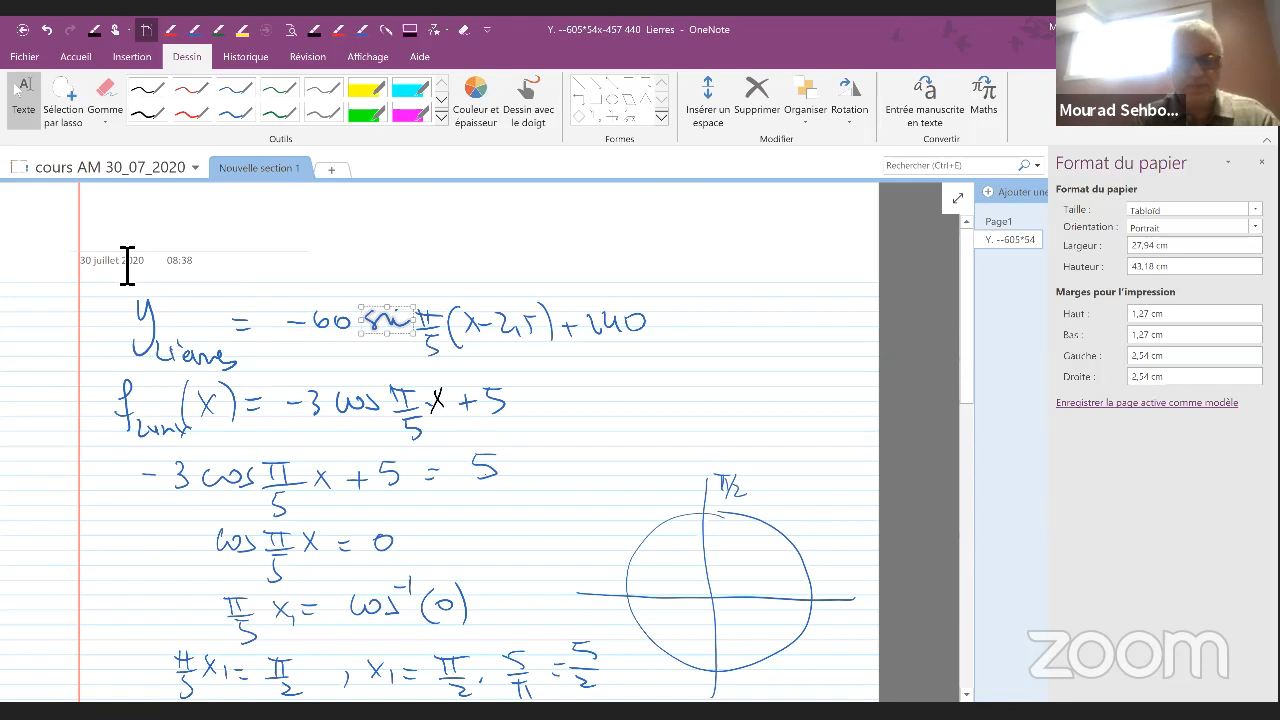 Y. --605*54x-457 440 Lierres - OneNote
Fichier Accueil Insertion Dessin Historique Révision Affichage Aide
Texte
Sélection par lasso
Gomme
Couleur et épaisseur
Dessin avec le doigt
Insérer un espace
Supprimer
Organiser
Rotation
Entrée manuscrite en texte
Maths
Outils
Formes
Modifier
Convertir
Mourad Sehbo...
cours AM 30_07_2020
Nouvelle section 1
+
Rechercher (Ctrl+E)
Ajouter une
Page1
Y. --605*54
Format du papier
Format du papier
Taille : Tabloïd
Orientation : Portrait
Largeur : 27,94 cm
Hauteur : 43,18 cm
Marges pour l'impression
Haut : 1,27 cm
Bas : 1,27 cm
Gauche : 2,54 cm
Droite : 2,54 cm
Enregistrer la page active comme modèle
30 juillet 2020 08:38
y lierres = -60 sin π/5 (x-2,5) + 240
f (x) = -3 cos π/5 x + 5
-3 cos π/5 x + 5 = 5
cos π/5 x = 0
π/5 x₁ = cos⁻¹(0)
π/5 x₁ = π/2 , x₁ = π/2 . 5/π = 5/2
π/2
zoom